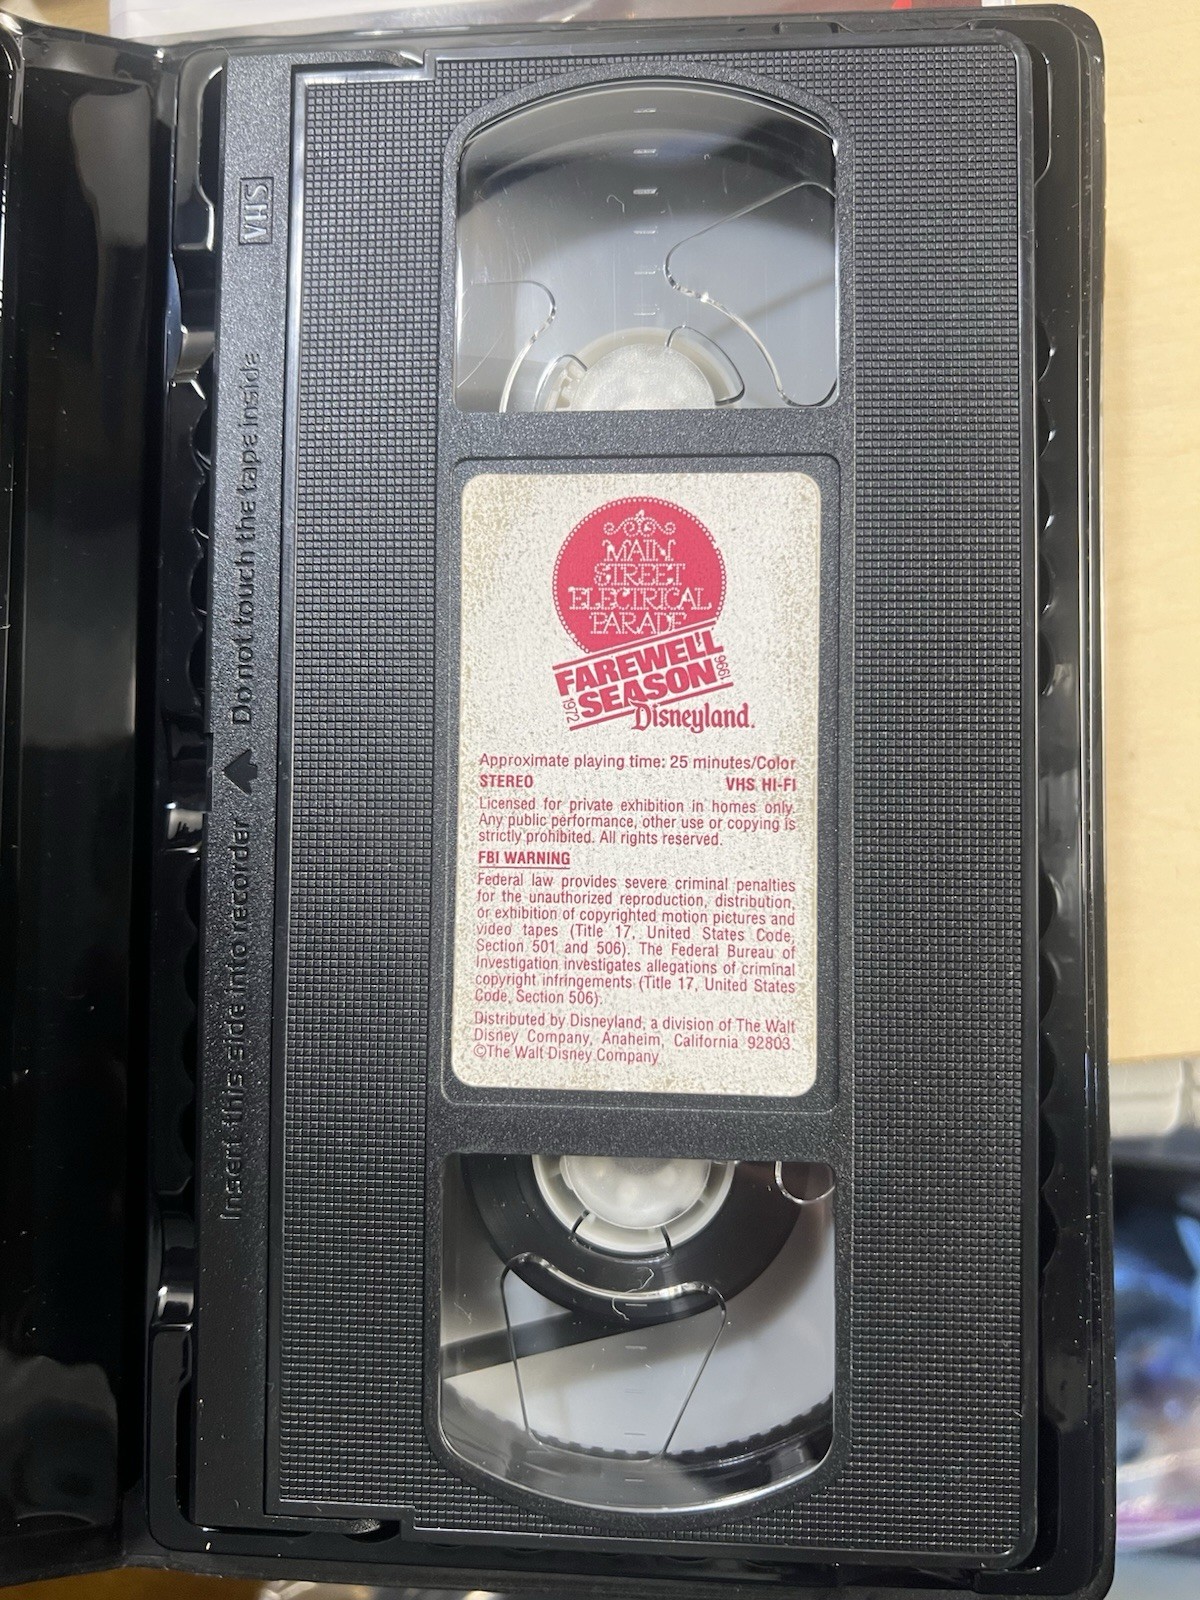 VHS
Do not touch the tape inside
Insert this side into recorder
MAIN
STREET
ELECTRICAL
PARADE
FAREWELL
SEASON
1972
1996
Disneyland.
Approximate playing time: 25 minutes/Color
STEREO VHS HI-FI
Licensed for private exhibition in homes only.
Any public performance, other use or copying is
strictly prohibited. All rights reserved.
FBI WARNING
Federal law provides severe criminal penalties
for the unauthorized reproduction, distribution,
or exhibition of copyrighted motion pictures and
video tapes (Title 17, United States Code,
Section 501 and 506). The Federal Bureau of
Investigation investigates allegations of criminal
copyright infringements (Title 17, United States
Code, Section 506).
Distributed by Disneyland, a division of The Walt
Disney Company, Anaheim, California 92803.
©The Walt Disney Company.